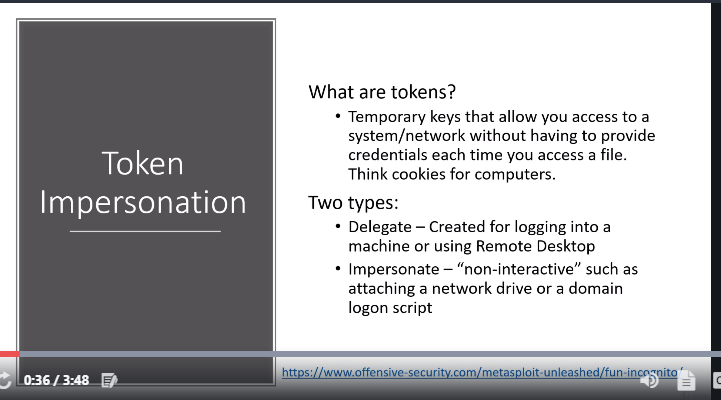 Token
Impersonation
What are tokens?
• Temporary keys that allow you access to a
system/network without having to provide
credentials each time you access a file.
Think cookies for computers.
Two types:
• Delegate – Created for logging into a
machine or using Remote Desktop
• Impersonate – “non-interactive” such as
attaching a network drive or a domain
logon script
https://www.offensive-security.com/metasploit-unleashed/fun-incognito/
0:36 / 3:48